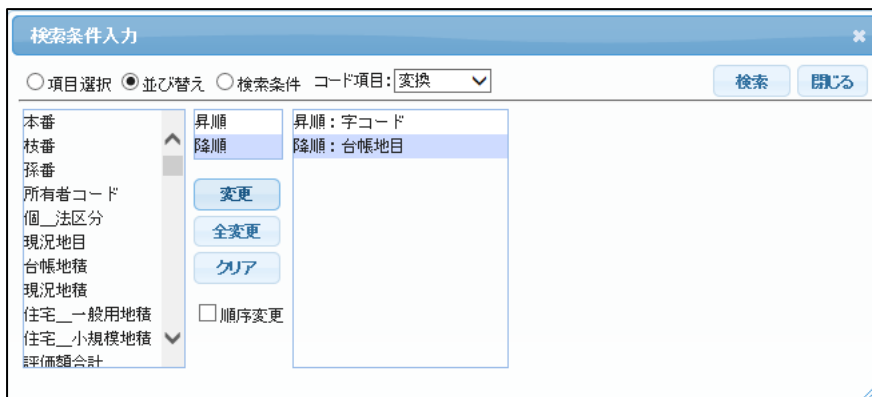 検索条件入力
項目選択 並び替え 検索条件 コード項目：変換 検索 閉じる
本番
枝番
孫番
所有者コード
個__法区分
現況地目
台帳地積
現況地積
住宅__一般用地積
住宅__小規模地積
評価額合計
昇順
降順
変更
全変更
クリア
順序変更
昇順：字コード
降順：台帳地目